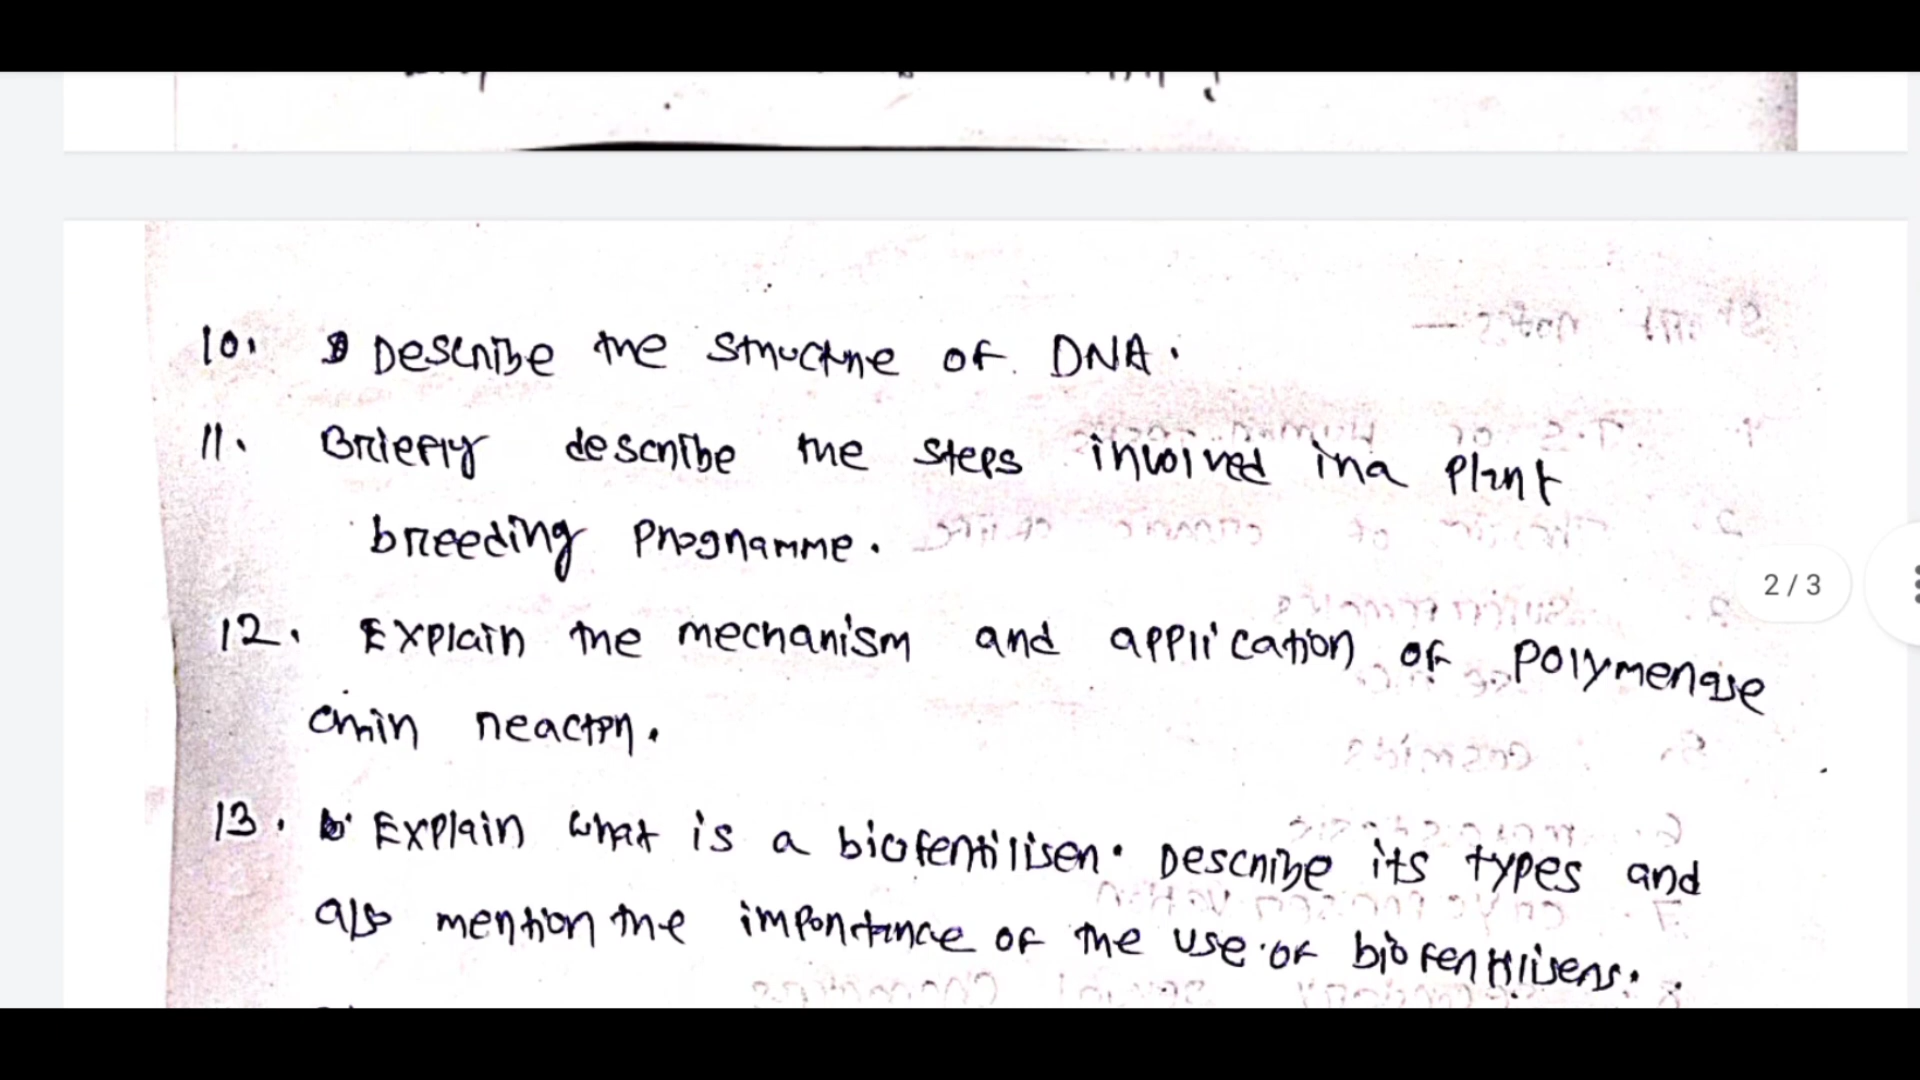 10. Describe the structure of DNA.
11. Briefly describe the steps involved in a plant
breeding programme.
2 / 3
12. Explain the mechanism and application of polymerase
chain reaction.
13. Explain what is a biofertiliser. Describe its types and
also mention the importance of the use of biofertilisers.